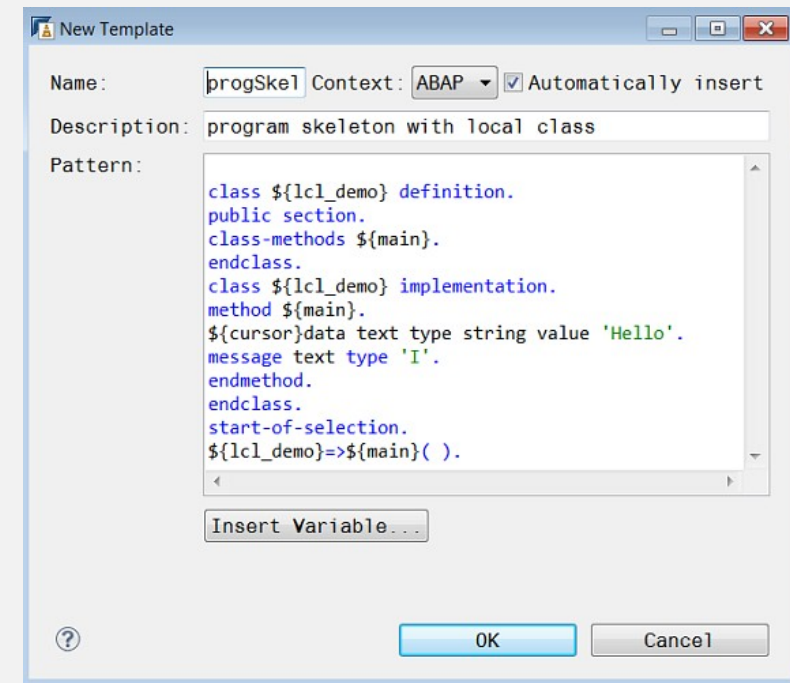 New Template
Name: progSkel Context: ABAP Automatically insert
Description: program skeleton with local class
Pattern:
class ${lcl_demo} definition.
public section.
class-methods ${main}.
endclass.
class ${lcl_demo} implementation.
method ${main}.
${cursor}data text type string value 'Hello'.
message text type 'I'.
endmethod.
endclass.
start-of-selection.
${lcl_demo}=>${main}( ).
Insert Variable...
? OK Cancel